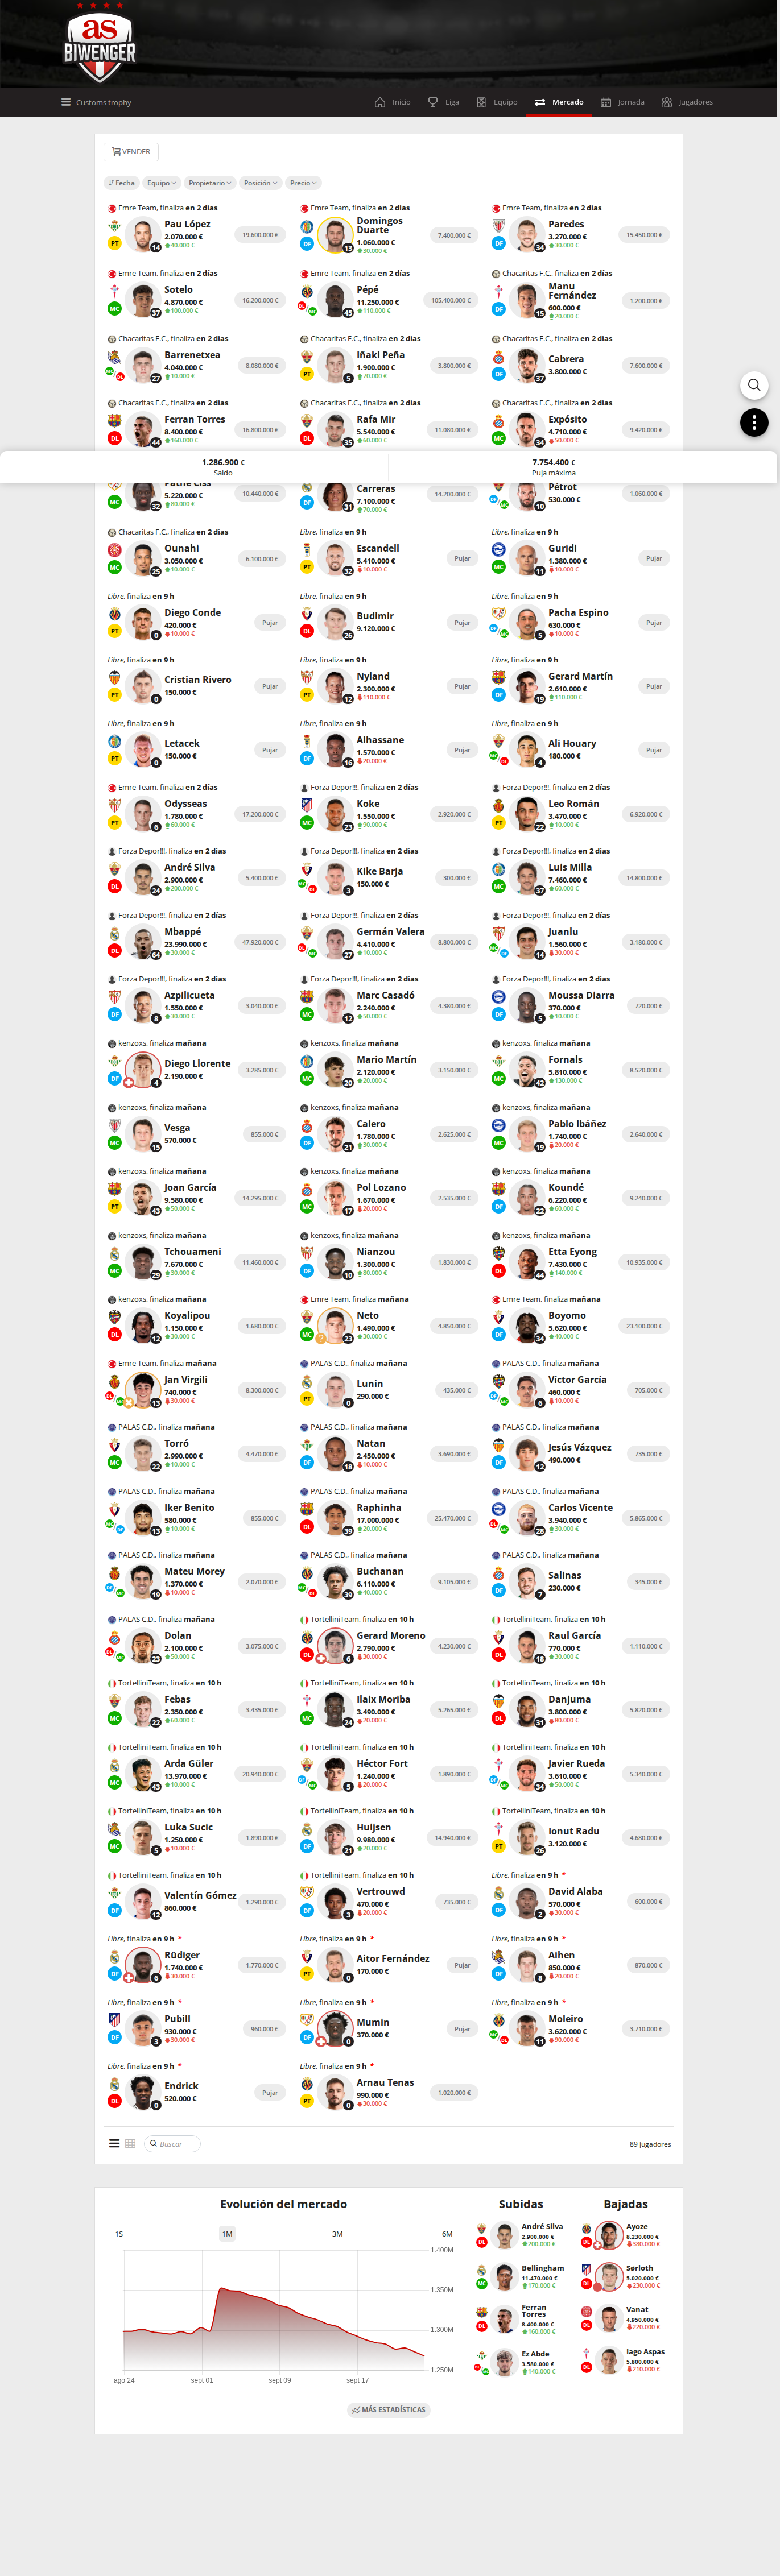 as
BIWENGER
Customs trophy
Inicio
Liga
Equipo
Mercado
Jornada
Jugadores
VENDER
Fecha
Equipo
Propietario
Posición
Precio
Emre Team, finaliza en 2 días
PT
14
Pau López
2.070.000 €
40.000 €
19.600.000 €
Emre Team, finaliza en 2 días
DF
13
Domingos
Duarte
1.060.000 €
30.000 €
7.400.000 €
Emre Team, finaliza en 2 días
DF
34
Paredes
3.270.000 €
30.000 €
15.450.000 €
Emre Team, finaliza en 2 días
MC
37
Sotelo
4.870.000 €
100.000 €
16.200.000 €
Emre Team, finaliza en 2 días
DL
MC
45
Pépé
11.250.000 €
110.000 €
105.400.000 €
Chacaritas F.C., finaliza en 2 días
DF
15
Manu
Fernández
600.000 €
20.000 €
1.200.000 €
Chacaritas F.C., finaliza en 2 días
MC
DL
27
Barrenetxea
4.040.000 €
10.000 €
8.080.000 €
Chacaritas F.C., finaliza en 2 días
PT
5
Iñaki Peña
1.900.000 €
70.000 €
3.800.000 €
Chacaritas F.C., finaliza en 2 días
DF
37
Cabrera
3.800.000 €
7.600.000 €
Chacaritas F.C., finaliza en 2 días
DL
44
Ferran Torres
8.400.000 €
160.000 €
16.800.000 €
Chacaritas F.C., finaliza en 2 días
DL
35
Rafa Mir
5.540.000 €
60.000 €
11.080.000 €
Chacaritas F.C., finaliza en 2 días
MC
34
Expósito
4.710.000 €
50.000 €
9.420.000 €
1.286.900 €
Saldo
7.754.400 €
Puja máxima
MC
32
Pathé Ciss
5.220.000 €
80.000 €
10.440.000 €
DF
31
Carreras
7.100.000 €
70.000 €
14.200.000 €
DF
MC
10
Pétrot
530.000 €
1.060.000 €
Chacaritas F.C., finaliza en 2 días
MC
25
Ounahi
3.050.000 €
10.000 €
6.100.000 €
Libre, finaliza en 9 h
PT
32
Escandell
5.410.000 €
10.000 €
Pujar
Libre, finaliza en 9 h
MC
11
Guridi
1.380.000 €
10.000 €
Pujar
Libre, finaliza en 9 h
PT
0
Diego Conde
420.000 €
10.000 €
Pujar
Libre, finaliza en 9 h
DL
26
Budimir
9.120.000 €
Pujar
Libre, finaliza en 9 h
DF
MC
5
Pacha Espino
630.000 €
10.000 €
Pujar
Libre, finaliza en 9 h
PT
0
Cristian Rivero
150.000 €
Pujar
Libre, finaliza en 9 h
PT
12
Nyland
2.300.000 €
110.000 €
Pujar
Libre, finaliza en 9 h
DF
19
Gerard Martín
2.610.000 €
110.000 €
Pujar
Libre, finaliza en 9 h
PT
0
Letacek
150.000 €
Pujar
Libre, finaliza en 9 h
DF
16
Alhassane
1.570.000 €
20.000 €
Pujar
Libre, finaliza en 9 h
MC
DL
4
Ali Houary
180.000 €
Pujar
Emre Team, finaliza en 2 días
PT
6
Odysseas
1.780.000 €
60.000 €
17.200.000 €
Forza Depor!!!, finaliza en 2 días
MC
23
Koke
1.550.000 €
90.000 €
2.920.000 €
Forza Depor!!!, finaliza en 2 días
PT
22
Leo Román
3.470.000 €
10.000 €
6.920.000 €
Forza Depor!!!, finaliza en 2 días
DL
24
André Silva
2.900.000 €
200.000 €
5.400.000 €
Forza Depor!!!, finaliza en 2 días
MC
DL
3
Kike Barja
150.000 €
300.000 €
Forza Depor!!!, finaliza en 2 días
MC
37
Luis Milla
7.460.000 €
60.000 €
14.800.000 €
Forza Depor!!!, finaliza en 2 días
DL
64
Mbappé
23.990.000 €
30.000 €
47.920.000 €
Forza Depor!!!, finaliza en 2 días
DL
MC
27
Germán Valera
4.410.000 €
10.000 €
8.800.000 €
Forza Depor!!!, finaliza en 2 días
MC
DF
14
Juanlu
1.560.000 €
30.000 €
3.180.000 €
Forza Depor!!!, finaliza en 2 días
DF
8
Azpilicueta
1.550.000 €
30.000 €
3.040.000 €
Forza Depor!!!, finaliza en 2 días
MC
12
Marc Casadó
2.240.000 €
50.000 €
4.380.000 €
Forza Depor!!!, finaliza en 2 días
DF
5
Moussa Diarra
370.000 €
10.000 €
720.000 €
kenzoxs, finaliza mañana
DF
4
Diego Llorente
2.190.000 €
3.285.000 €
kenzoxs, finaliza mañana
MC
20
Mario Martín
2.120.000 €
20.000 €
3.150.000 €
kenzoxs, finaliza mañana
MC
42
Fornals
5.810.000 €
130.000 €
8.520.000 €
kenzoxs, finaliza mañana
MC
15
Vesga
570.000 €
855.000 €
kenzoxs, finaliza mañana
DF
21
Calero
1.780.000 €
30.000 €
2.625.000 €
kenzoxs, finaliza mañana
MC
19
Pablo Ibáñez
1.740.000 €
20.000 €
2.640.000 €
kenzoxs, finaliza mañana
PT
43
Joan García
9.580.000 €
50.000 €
14.295.000 €
kenzoxs, finaliza mañana
MC
17
Pol Lozano
1.670.000 €
20.000 €
2.535.000 €
kenzoxs, finaliza mañana
DF
22
Koundé
6.220.000 €
60.000 €
9.240.000 €
kenzoxs, finaliza mañana
MC
29
Tchouameni
7.670.000 €
30.000 €
11.460.000 €
kenzoxs, finaliza mañana
DF
10
Nianzou
1.300.000 €
80.000 €
1.830.000 €
kenzoxs, finaliza mañana
DL
44
Etta Eyong
7.430.000 €
140.000 €
10.935.000 €
kenzoxs, finaliza mañana
DL
12
Koyalipou
1.150.000 €
30.000 €
1.680.000 €
Emre Team, finaliza mañana
MC
23
Neto
1.490.000 €
30.000 €
4.850.000 €
Emre Team, finaliza mañana
DF
34
Boyomo
5.620.000 €
40.000 €
23.100.000 €
Emre Team, finaliza mañana
DL
MC
13
Jan Virgili
740.000 €
30.000 €
8.300.000 €
PALAS C.D., finaliza mañana
PT
0
Lunin
290.000 €
435.000 €
PALAS C.D., finaliza mañana
DF
MC
6
Víctor García
460.000 €
10.000 €
705.000 €
PALAS C.D., finaliza mañana
MC
22
Torró
2.990.000 €
10.000 €
4.470.000 €
PALAS C.D., finaliza mañana
DF
18
Natan
2.450.000 €
10.000 €
3.690.000 €
PALAS C.D., finaliza mañana
DF
12
Jesús Vázquez
490.000 €
735.000 €
PALAS C.D., finaliza mañana
MC
DF
13
Iker Benito
580.000 €
10.000 €
855.000 €
PALAS C.D., finaliza mañana
DL
39
Raphinha
17.000.000 €
20.000 €
25.470.000 €
PALAS C.D., finaliza mañana
DL
MC
28
Carlos Vicente
3.940.000 €
30.000 €
5.865.000 €
PALAS C.D., finaliza mañana
DF
MC
19
Mateu Morey
1.370.000 €
10.000 €
2.070.000 €
PALAS C.D., finaliza mañana
MC
DL
39
Buchanan
6.110.000 €
40.000 €
9.105.000 €
PALAS C.D., finaliza mañana
DF
7
Salinas
230.000 €
345.000 €
PALAS C.D., finaliza mañana
DL
MC
23
Dolan
2.100.000 €
50.000 €
3.075.000 €
TortelliniTeam, finaliza en 10 h
DL
6
Gerard Moreno
2.790.000 €
30.000 €
4.230.000 €
TortelliniTeam, finaliza en 10 h
DL
18
Raul García
770.000 €
30.000 €
1.110.000 €
TortelliniTeam, finaliza en 10 h
MC
22
Febas
2.350.000 €
60.000 €
3.435.000 €
TortelliniTeam, finaliza en 10 h
MC
24
Ilaix Moriba
3.490.000 €
20.000 €
5.265.000 €
TortelliniTeam, finaliza en 10 h
DL
31
Danjuma
3.800.000 €
80.000 €
5.820.000 €
TortelliniTeam, finaliza en 10 h
MC
43
Arda Güler
13.970.000 €
10.000 €
20.940.000 €
TortelliniTeam, finaliza en 10 h
DF
MC
5
Héctor Fort
1.240.000 €
20.000 €
1.890.000 €
TortelliniTeam, finaliza en 10 h
DF
MC
34
Javier Rueda
3.610.000 €
50.000 €
5.340.000 €
TortelliniTeam, finaliza en 10 h
MC
5
Luka Sucic
1.250.000 €
10.000 €
1.890.000 €
TortelliniTeam, finaliza en 10 h
DF
21
Huijsen
9.980.000 €
20.000 €
14.940.000 €
TortelliniTeam, finaliza en 10 h
PT
26
Ionut Radu
3.120.000 €
4.680.000 €
TortelliniTeam, finaliza en 10 h
DF
12
Valentín Gómez
860.000 €
1.290.000 €
TortelliniTeam, finaliza en 10 h
DF
3
Vertrouwd
470.000 €
20.000 €
735.000 €
Libre, finaliza en 9 h *
DF
2
David Alaba
570.000 €
30.000 €
600.000 €
Libre, finaliza en 9 h *
DF
6
Rüdiger
1.740.000 €
30.000 €
1.770.000 €
Libre, finaliza en 9 h *
PT
0
Aitor Fernández
170.000 €
Pujar
Libre, finaliza en 9 h *
DF
8
Aihen
850.000 €
20.000 €
870.000 €
Libre, finaliza en 9 h *
DF
3
Pubill
930.000 €
30.000 €
960.000 €
Libre, finaliza en 9 h *
DF
0
Mumin
370.000 €
Pujar
Libre, finaliza en 9 h *
MC
DL
11
Moleiro
3.620.000 €
90.000 €
3.710.000 €
Libre, finaliza en 9 h *
DL
0
Endrick
520.000 €
Pujar
Libre, finaliza en 9 h *
PT
0
Arnau Tenas
990.000 €
30.000 €
1.020.000 €
Buscar
89 jugadores
Evolución del mercado
1S
1M
3M
6M
1.400M
1.350M
1.300M
1.250M
ago 24
sept 01
sept 09
sept 17
MÁS ESTADÍSTICAS
Subidas
DL
André Silva
2.900.000 €
200.000 €
MC
Bellingham
11.470.000 €
170.000 €
DL
Ferran
Torres
8.400.000 €
160.000 €
DL
MC
Ez Abde
3.580.000 €
140.000 €
Bajadas
DL
Ayoze
8.230.000 €
380.000 €
DL
Sørloth
5.020.000 €
230.000 €
DL
Vanat
4.950.000 €
220.000 €
DL
Iago Aspas
5.800.000 €
210.000 €